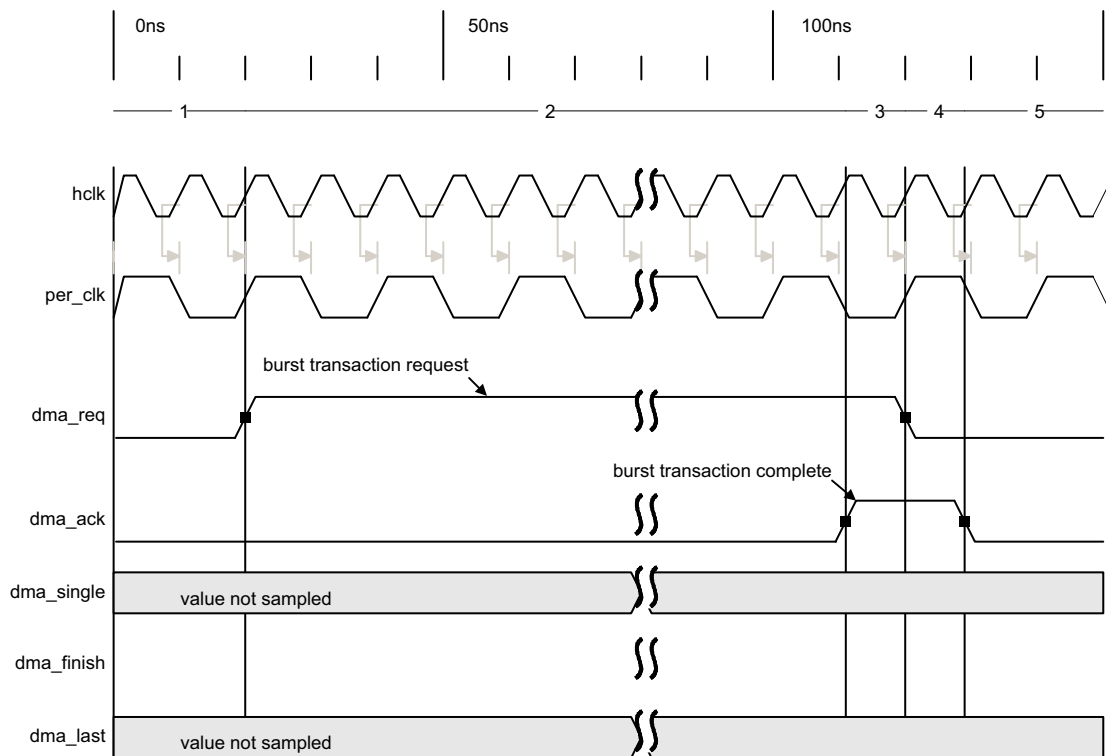 0ns 50ns 100ns
1 2 3 4 5
hclk
per_clk
burst transaction request
dma_req
burst transaction complete
dma_ack
dma_single
value not sampled
dma_finish
dma_last
value not sampled